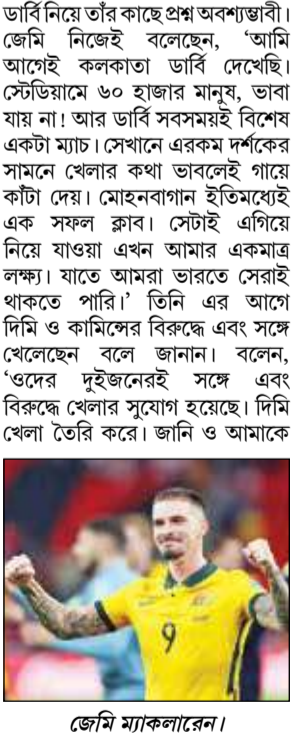 ডার্বি নিয়ে তাঁর কাছে প্রশ্ন অবশ্যম্ভাবী।
জেমি নিজেই বলেছেন, ‘আমি
আগেই কলকাতা ডার্বি দেখেছি।
স্টেডিয়ামে ৬০ হাজার মানুষ, ভাবা
যায় না! আর ডার্বি সবসময়ই বিশেষ
একটা ম্যাচ। সেখানে এরকম দর্শকের
সামনে খেলার কথা ভাবলেই গায়ে
কাঁটা দেয়। মোহনবাগান ইতিমধ্যেই
এক সফল ক্লাব। সেটাই এগিয়ে
নিয়ে যাওয়া এখন আমার একমাত্র
লক্ষ্য। যাতে আমরা ভারতে সেরাই
থাকতে পারি।’ তিনি এর আগে
দিমি ও কামিন্সের বিরুদ্ধে এবং সঙ্গে
খেলেছেন বলে জানান। বলেন,
‘ওদের দুইজনেরই সঙ্গে এবং
বিরুদ্ধে খেলার সুযোগ হয়েছে। দিমি
খেলা তৈরি করে। জানি ও আমাকে
9
জেমি ম্যাকলারেন।